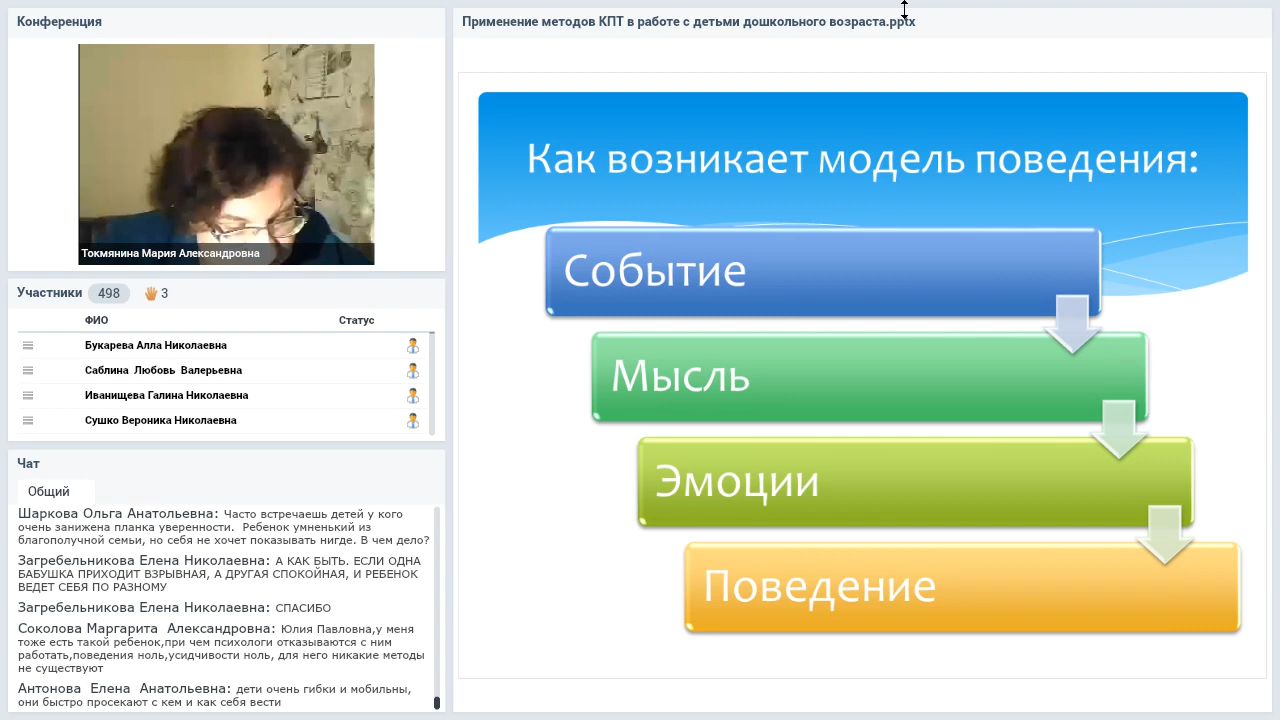 Конференция
Токмянина Мария Александровна
Участники 498 3
ФИО Статус
Букарева Алла Николаевна
Саблина Любовь Валерьевна
Иванищева Галина Николаевна
Сушко Вероника Николаевна
Чат
Общий
Шаркова Ольга Анатольевна: Часто встречаешь детей у кого
очень занижена планка уверенности. Ребенок умненький из
благополучной семьи, но себя не хочет показывать нигде. В чем дело?
Загребельникова Елена Николаевна: А КАК БЫТЬ. ЕСЛИ ОДНА
БАБУШКА ПРИХОДИТ ВЗРЫВНАЯ, А ДРУГАЯ СПОКОЙНАЯ, И РЕБЕНОК
ВЕДЕТ СЕБЯ ПО РАЗНОМУ
Загребельникова Елена Николаевна: СПАСИБО
Соколова Маргарита Александровна: Юлия Павловна,у меня
тоже есть такой ребенок,при чем психологи отказываются с ним
работать,поведения ноль,усидчивости ноль, для него никакие методы
не существуют
Антонова Елена Анатольевна: дети очень гибки и мобильны,
они быстро просекают с кем и как себя вести
Применение методов КПТ в работе с детьми дошкольного возраста.pptx
Как возникает модель поведения:
Событие
Мысль
Эмоции
Поведение